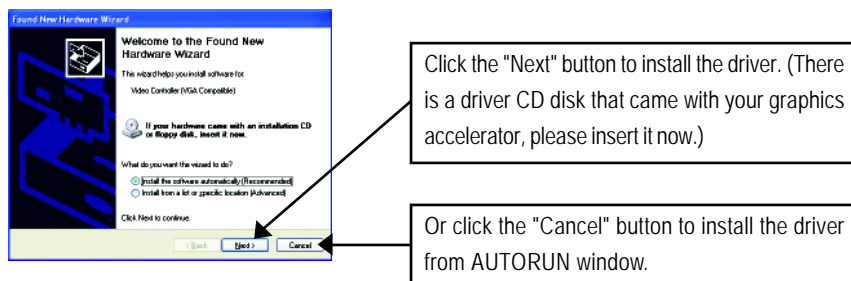 Found New Hardware Wizard
Welcome to the Found New
Hardware Wizard
This wizard helps you install software for:
Video Controller (VGA Compatible)
If your hardware came with an installation CD
or floppy disk, insert it now.
What do you want the wizard to do?
Install the software automatically (Recommended)
Install from a list or specific location (Advanced)
Click Next to continue.
< Back
Next >
Cancel
Click the "Next" button to install the driver. (There
is a driver CD disk that came with your graphics
accelerator, please insert it now.)
Or click the "Cancel" button to install the driver
from AUTORUN window.